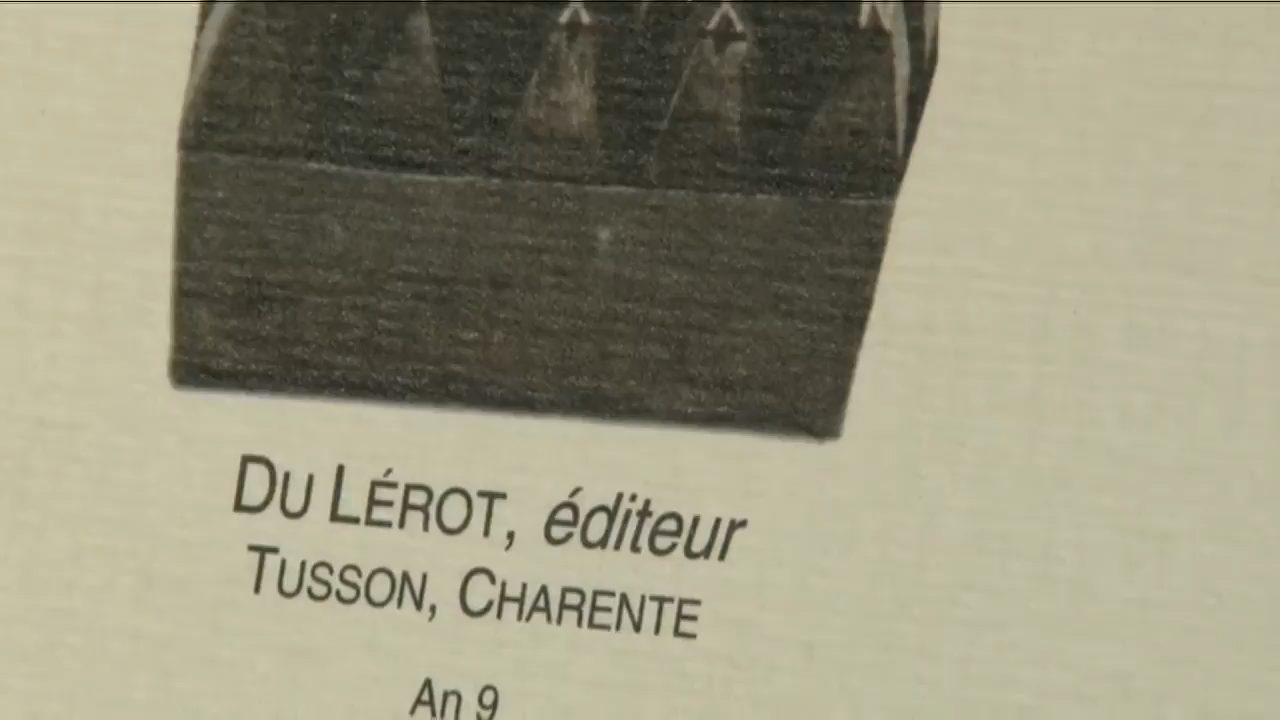 DU LÉROT, éditeur
TUSSON, CHARENTE
An 9